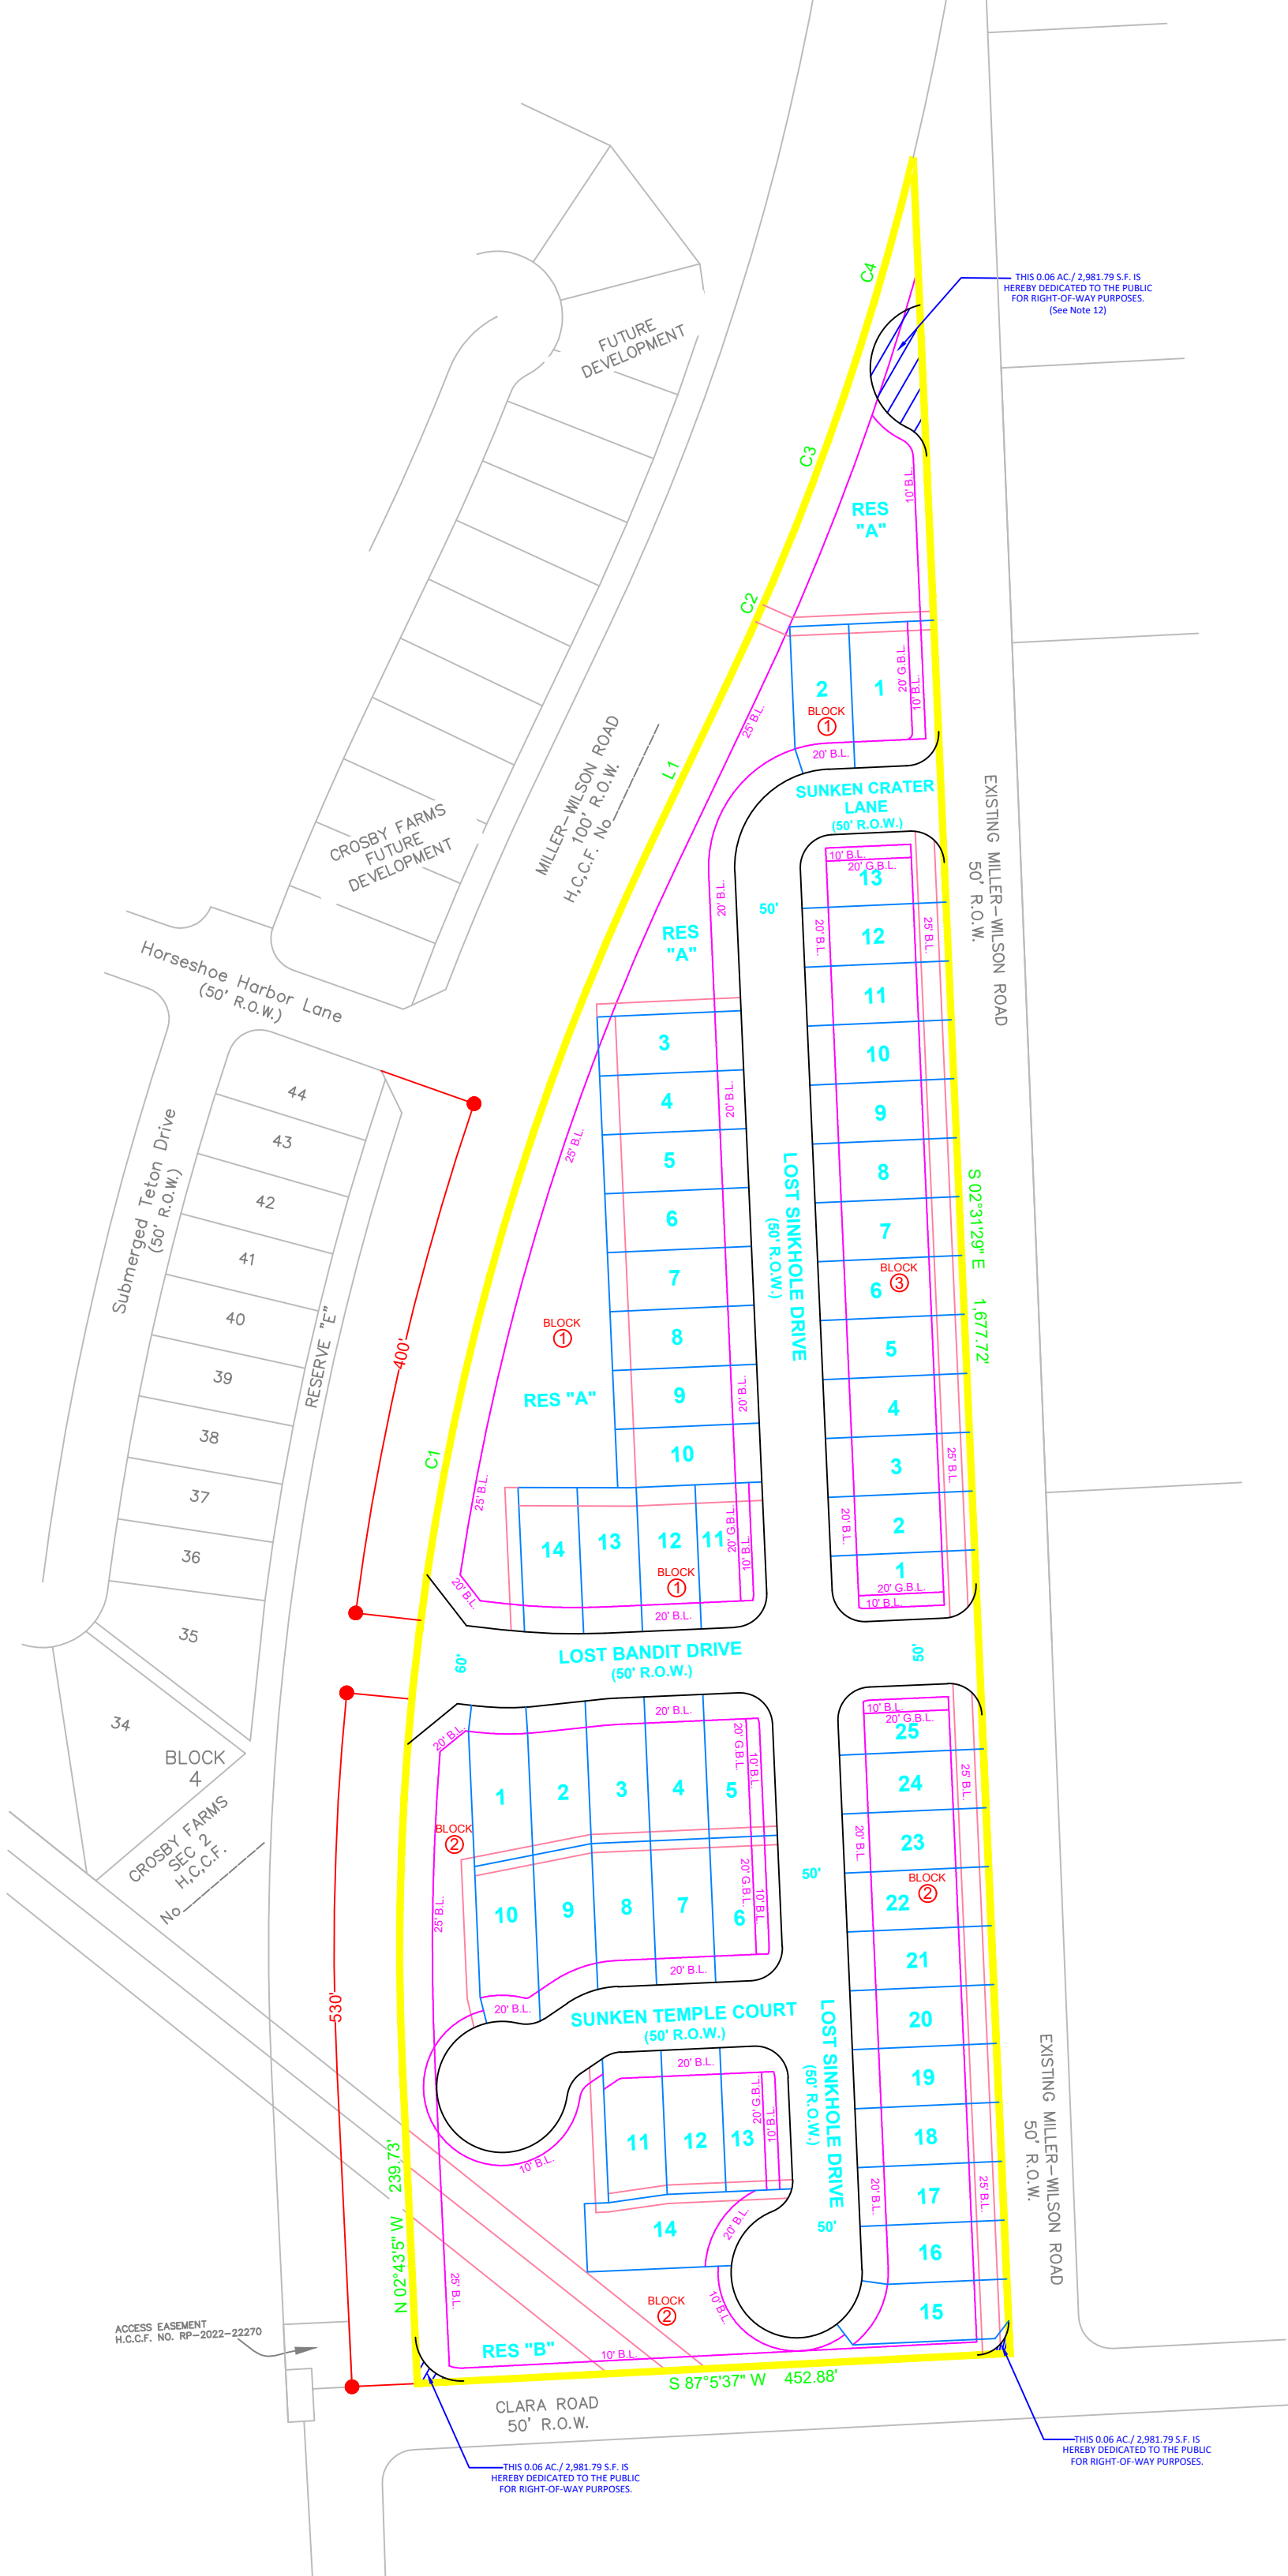 C4
THIS 0.06 AC./ 2,981.79 S.F. IS
HEREBY DEDICATED TO THE PUBLIC
FOR RIGHT-OF-WAY PURPOSES.
(See Note 12)
FUTURE
DEVELOPMENT
C3
10' B.L.
RES
"A"
C2
20' G.B.L.
10' B.L.
2
1
BLOCK
1
25' B.L.
20' B.L.
L1
MILLER-WILSON ROAD
100' R.O.W.
H,C,C.F. No
SUNKEN CRATER
LANE
(50' R.O.W.)
EXISTING MILLER-WILSON ROAD
50' R.O.W.
CROSBY FARMS
FUTURE
DEVELOPMENT
10' B.L.
20' G.B.L.
13
20' B.L.
50'
20' B.L.
25' B.L.
12
RES
"A"
Horseshoe Harbor Lane
(50' R.O.W.)
11
3
10
44
4
20' B.L.
9
43
25' B.L.
5
8
Submerged Teton Drive
(50' R.O.W.)
42
6
LOST SINKHOLE DRIVE
(50' R.O.W.)
7
S 02°31'29" E 1,677.72'
41
7
BLOCK
3
6
40
BLOCK
1
8
5
RESERVE "E"
400'
39
RES "A"
9
20' B.L.
4
38
C1
10
3
25' B.L.
37
25' B.L.
2
20' B.L.
36
14
13
12
11
20' G.B.L.
10' B.L.
BLOCK
1
1
20' G.B.L.
10' B.L.
20' B.L.
20' B.L.
35
LOST BANDIT DRIVE
(50' R.O.W.)
60'
50'
34
20' B.L.
20' B.L.
10' B.L.
20' G.B.L.
25
BLOCK
4
1
2
3
4
5
20' G.B.L.
10' B.L.
24
25' B.L.
BLOCK
2
CROSBY FARMS
SEC 2
H,C,C.F.
No
20' B.L.
23
50'
BLOCK
2
22
10
9
8
7
6
20' G.B.L.
10' B.L.
25' B.L.
21
20' B.L.
20' B.L.
530'
SUNKEN TEMPLE COURT
(50' R.O.W.)
20
LOST SINKHOLE DRIVE
(50' R.O.W.)
20' B.L.
19
EXISTING MILLER-WILSON ROAD
50' R.O.W.
11
12
13
20' G.B.L.
10' B.L.
18
10' B.L.
N 02°43'5" W 239.73'
17
20' B.L.
25' B.L.
14
20' B.L.
50'
16
25' B.L.
BLOCK
2
10' B.L.
15
ACCESS EASEMENT
H.C.C.F. NO. RP-2022-22270
RES "B"
10' B.L.
S 87°5'37" W 452.88'
CLARA ROAD
50' R.O.W.
THIS 0.06 AC./ 2,981.79 S.F. IS
HEREBY DEDICATED TO THE PUBLIC
FOR RIGHT-OF-WAY PURPOSES.
THIS 0.06 AC./ 2,981.79 S.F. IS
HEREBY DEDICATED TO THE PUBLIC
FOR RIGHT-OF-WAY PURPOSES.